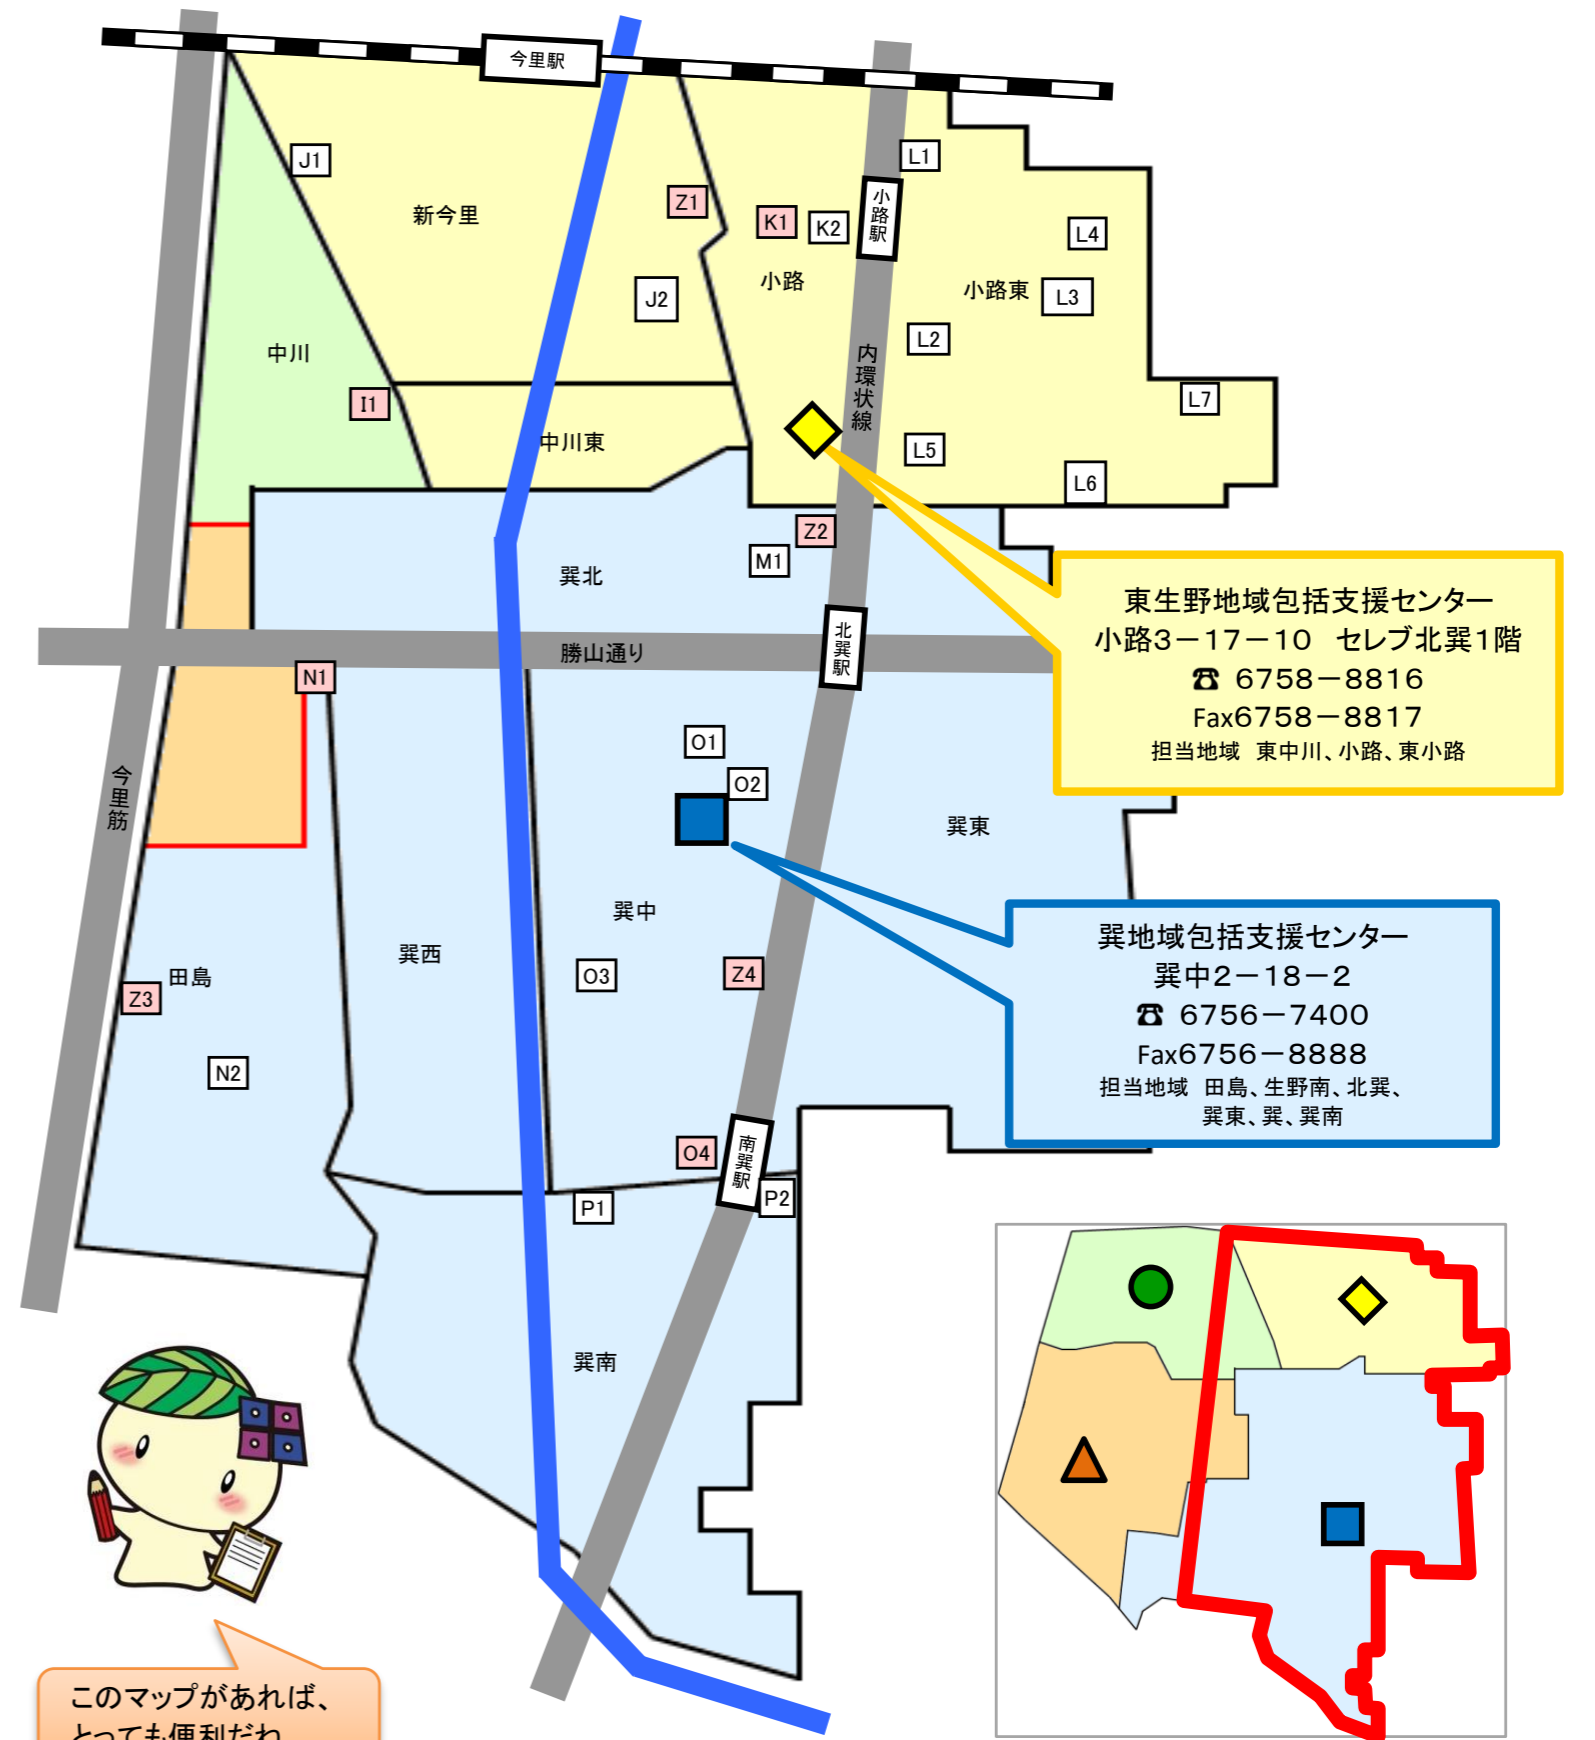 今里駅
J1
L1
新今里
Z1
K1
K2
小路駅
L4
小路
小路東
L3
J2
L2
中川
内環状線
I1
L7
中川東
L5
L6
Z2
M1
巽北
北巽駅
勝山通り
N1
東生野地域包括支援センター
小路3－17－10　セレブ北巽1階
☎ 6758－8816
Fax6758－8817
担当地域　東中川、小路、東小路
O1
O2
今里筋
巽東
巽中
巽西
O3
Z4
田島
Z3
N2
巽地域包括支援センター
巽中2－18－2
☎ 6756－7400
Fax6756－8888
担当地域　田島、生野南、北巽、
巽東、巽、巽南
O4
南巽駅
P1
P2
巽南
このマップがあれば、
とっても便利だね